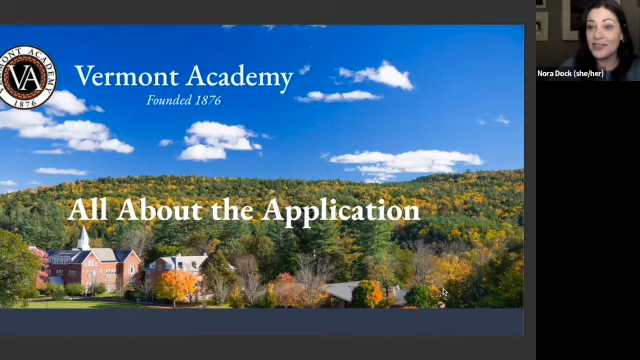 VERMONT ACADEMY
VA
1876
Vermont Academy
Founded 1876
All About the Application
Nora Dock (she/her)